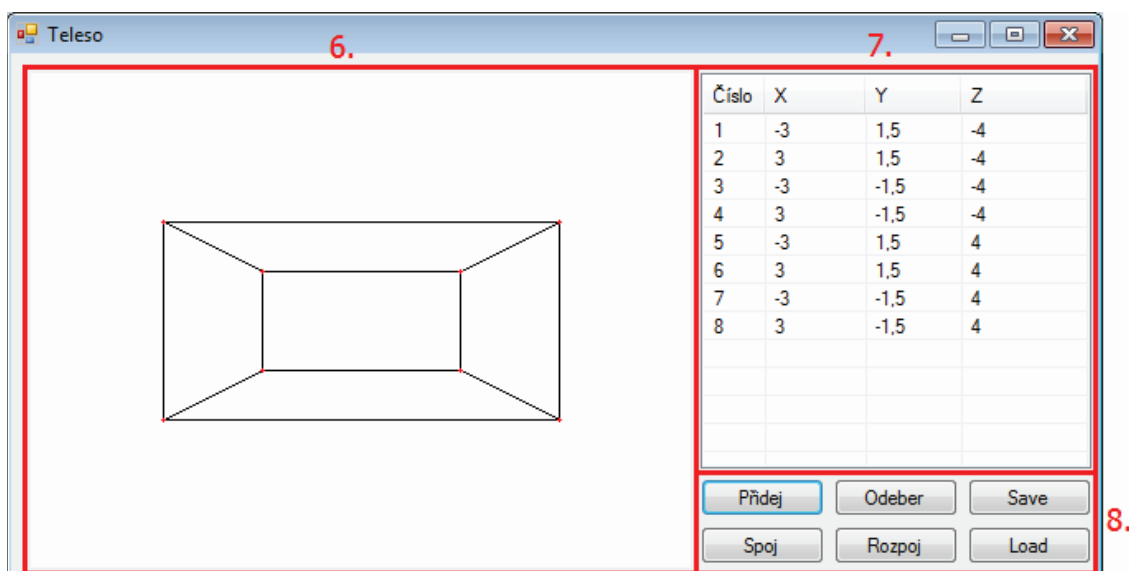 Teleso
6.
7.
Číslo X Y Z
1 -3 1,5 -4
2 3 1,5 -4
3 -3 -1,5 -4
4 3 -1,5 -4
5 -3 1,5 4
6 3 1,5 4
7 -3 -1,5 4
8 3 -1,5 4
Přidej Odeber Save
8.
Spoj Rozpoj Load